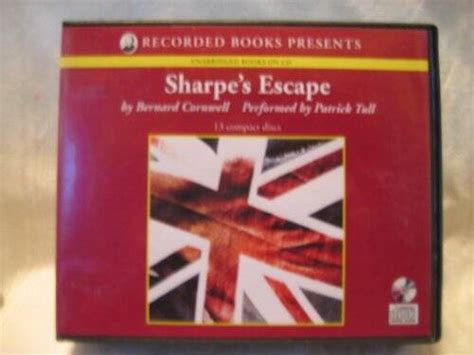 RECORDED BOOKS PRESENTS
UNABRIDGED BOOKS ON CD
Sharpe's Escape
by Bernard Cornwell Performed by Patrick Tull
13 compact discs